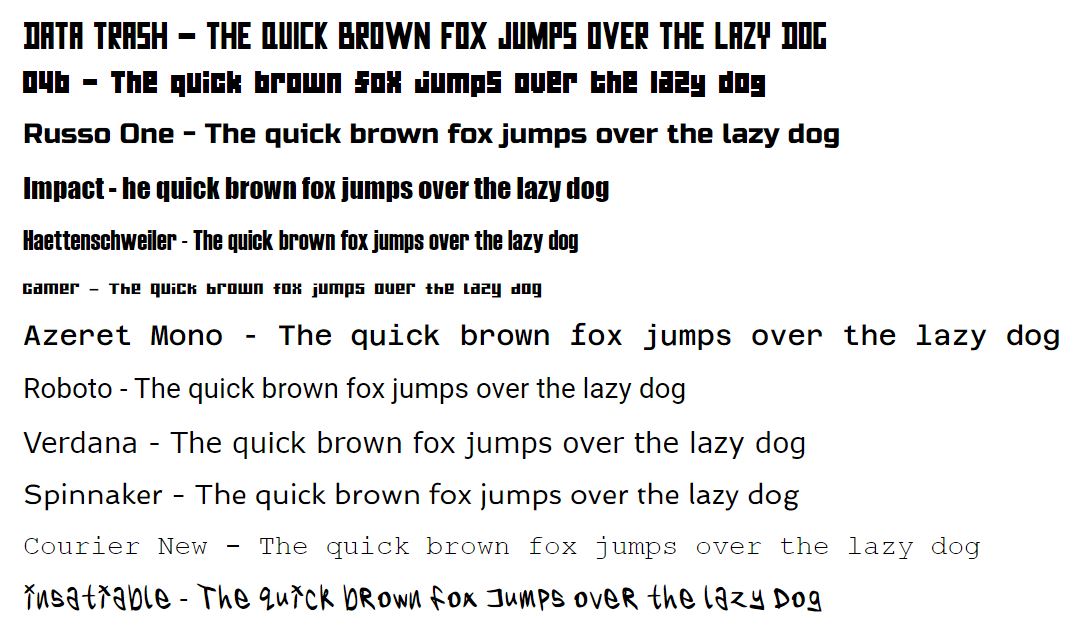 DATA TRASH - THE QUICK BROWN FOX JUMPS OVER THE LAZY DOG
04b - The quick brown fox jumps over the lazy dog
Russo One - The quick brown fox jumps over the lazy dog
Impact - he quick brown fox jumps over the lazy dog
Haettenschweiler - The quick brown fox jumps over the lazy dog
Gamer - The quick brown fox jumps over the lazy dog
Azeret Mono - The quick brown fox jumps over the lazy dog
Roboto - The quick brown fox jumps over the lazy dog
Verdana - The quick brown fox jumps over the lazy dog
Spinnaker - The quick brown fox jumps over the lazy dog
Courier New - The quick brown fox jumps over the lazy dog
insatiable - The quick bRown fox Jumps oveR the lazy Dog